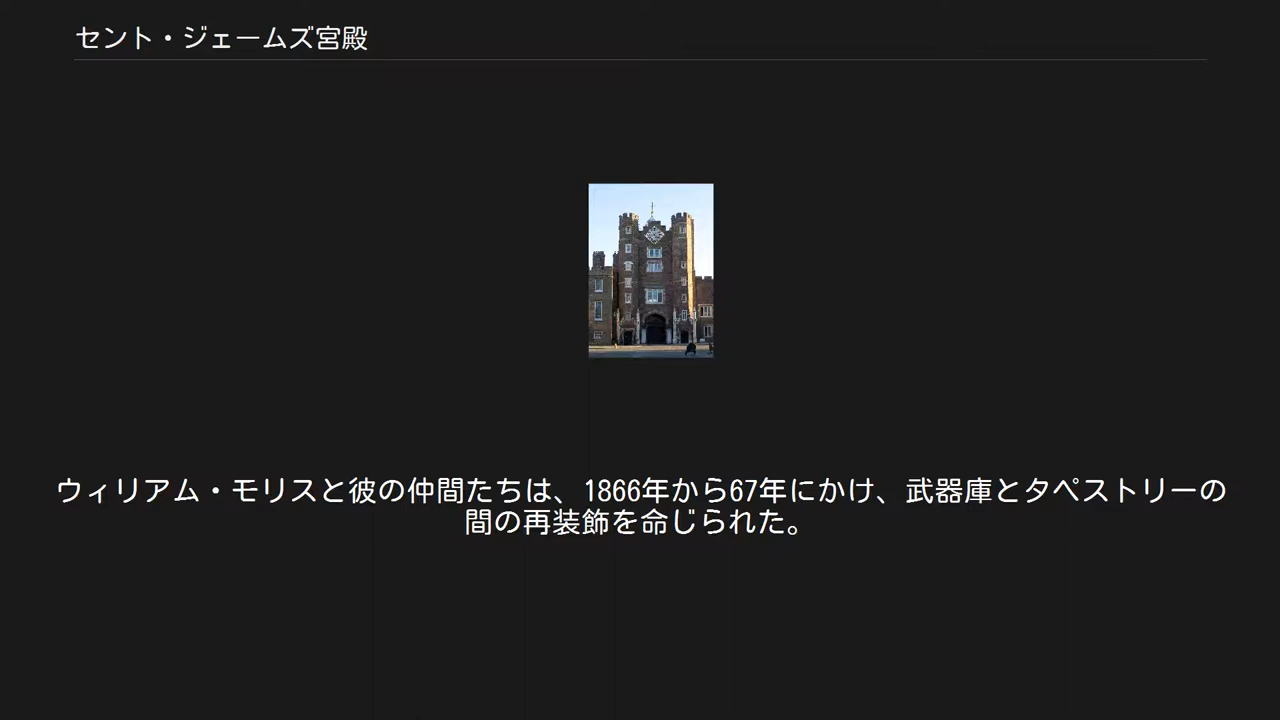 セント・ジェームズ宮殿
ウィリアム・モリスと彼の仲間たちは、1866年から67年にかけ、武器庫とタペストリーの
間の再装飾を命じられた。